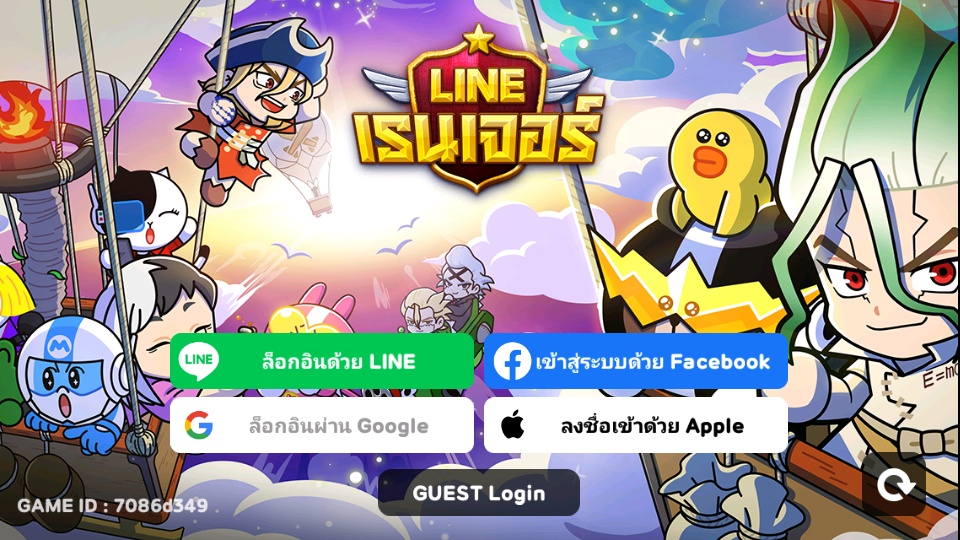 LINE
เรนเจอร์
LINE
ล็อกอินด้วย LINE
เข้าสู่ระบบด้วย Facebook
ล็อกอินผ่าน Google
ลงชื่อเข้าด้วย Apple
GUEST Login
GAME ID : 7086d349